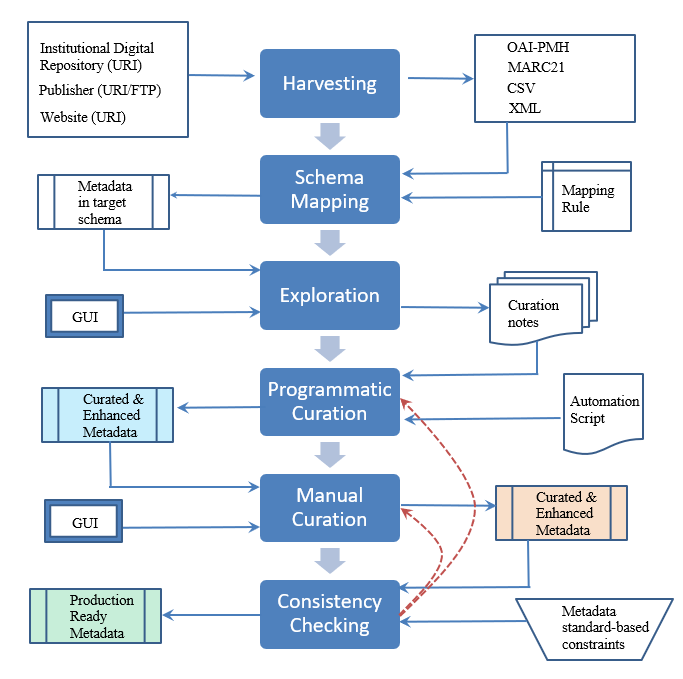 Institutional Digital
Repository (URI)
Publisher (URI/FTP)
Website (URI)
Harvesting
OAI-PMH
MARC21
CSV
XML
Metadata
in target
schema
Schema
Mapping
Mapping
Rule
Exploration
GUI
Curation
notes
Programmatic
Curation
Curated &
Enhanced
Metadata
Automation
Script
Manual
Curation
GUI
Curated &
Enhanced
Metadata
Consistency
Checking
Production
Ready
Metadata
Metadata
standard-based
constraints